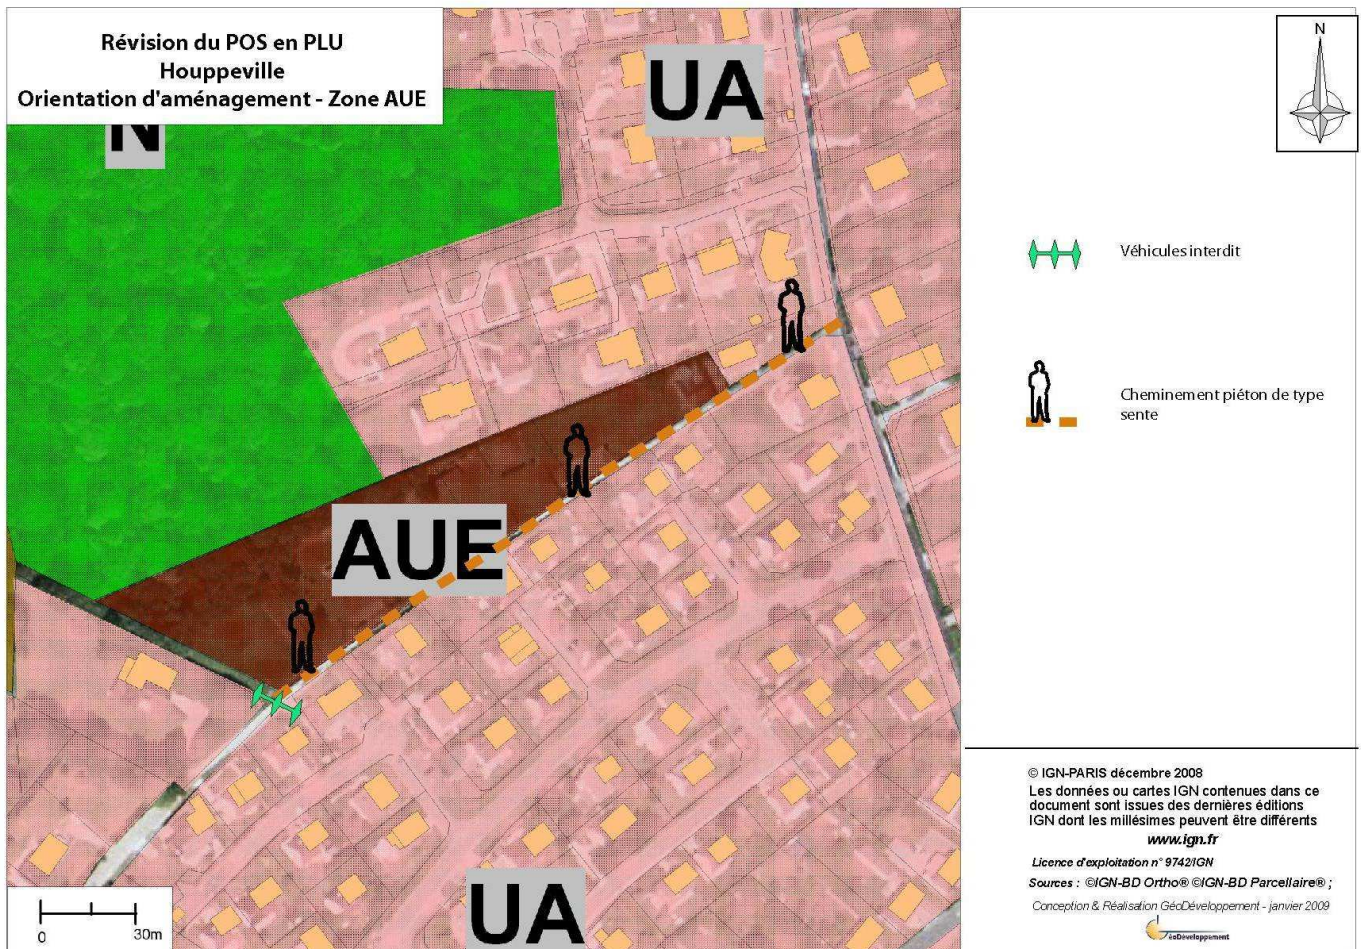 Révision du POS en PLU
Houppeville
Orientation d'aménagement - Zone AUE
N
UA
AUE
UA
0
30m
N
Véhicules interdit
Cheminement piéton de type
sente
© IGN-PARIS décembre 2008
Les données ou cartes IGN contenues dans ce
document sont issues des dernières éditions
IGN dont les millésimes peuvent être différents
www.ign.fr
Licence d'exploitation n° 9742/IGN
Sources : ©IGN-BD Ortho® ©IGN-BD Parcellaire® ;
Conception & Réalisation GéoDéveloppement - janvier 2009
GéoDéveloppement